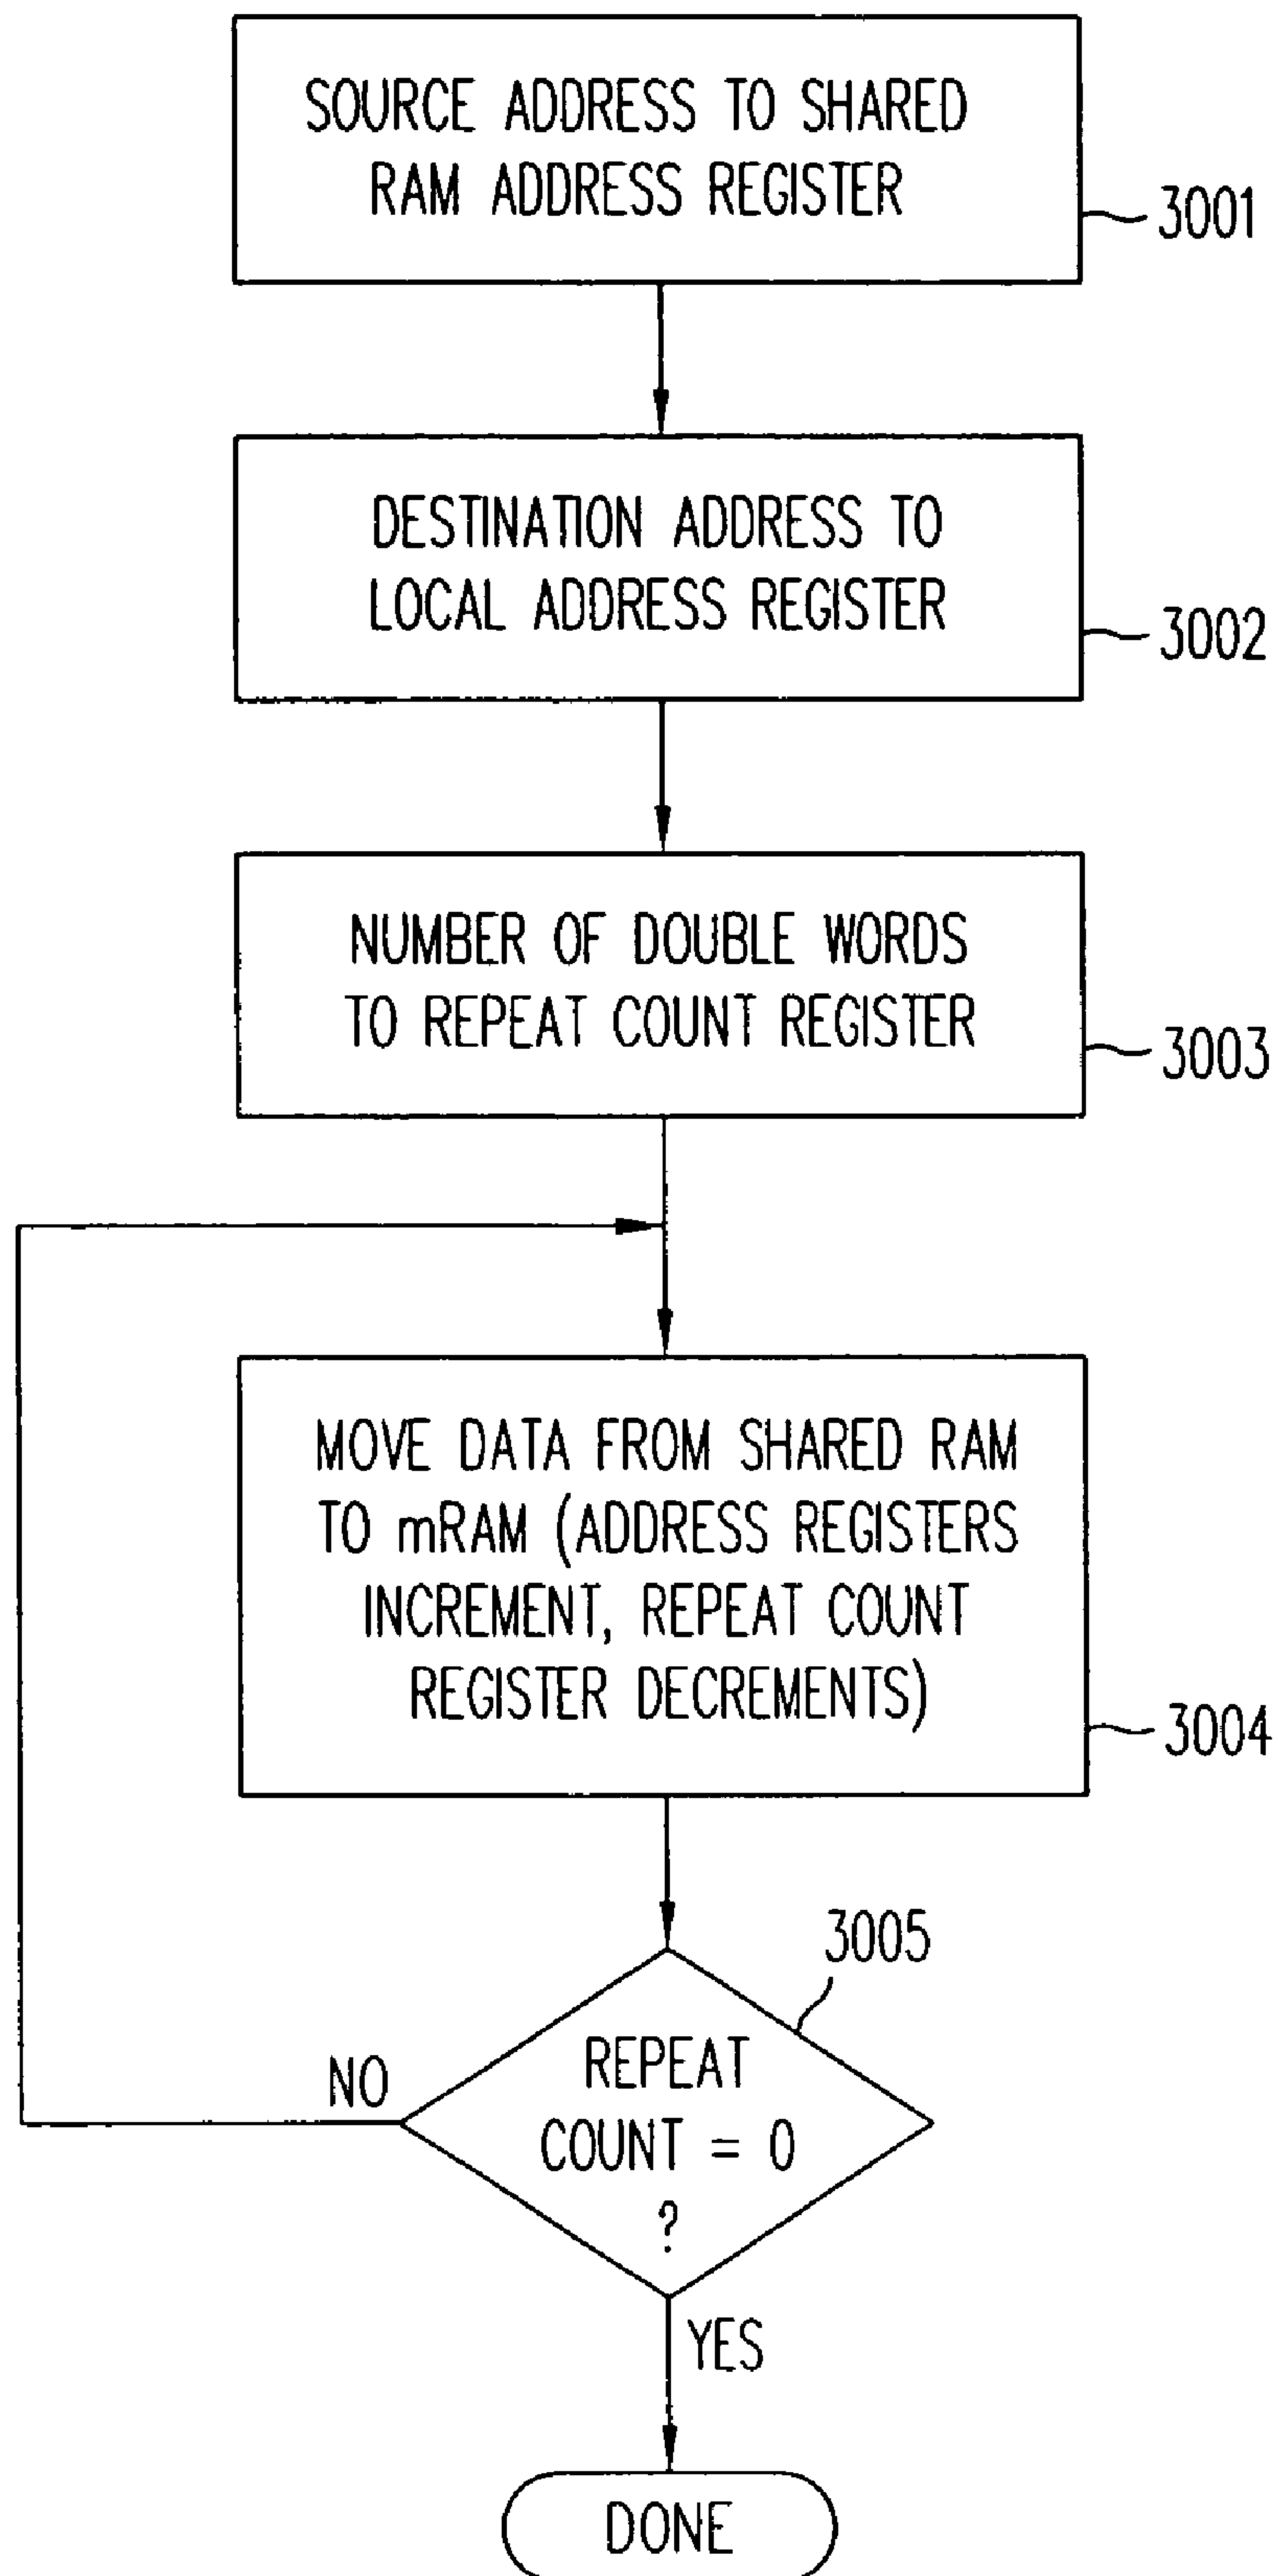 SOURCE ADDRESS TO SHARED
RAM ADDRESS REGISTER
3001
DESTINATION ADDRESS TO
LOCAL ADDRESS REGISTER
3002
NUMBER OF DOUBLE WORDS
TO REPEAT COUNT REGISTER
3003
MOVE DATA FROM SHARED RAM
TO mRAM (ADDRESS REGISTERS
INCREMENT, REPEAT COUNT
REGISTER DECREMENTS)
3004
3005
REPEAT
COUNT = 0
?
NO
YES
DONE